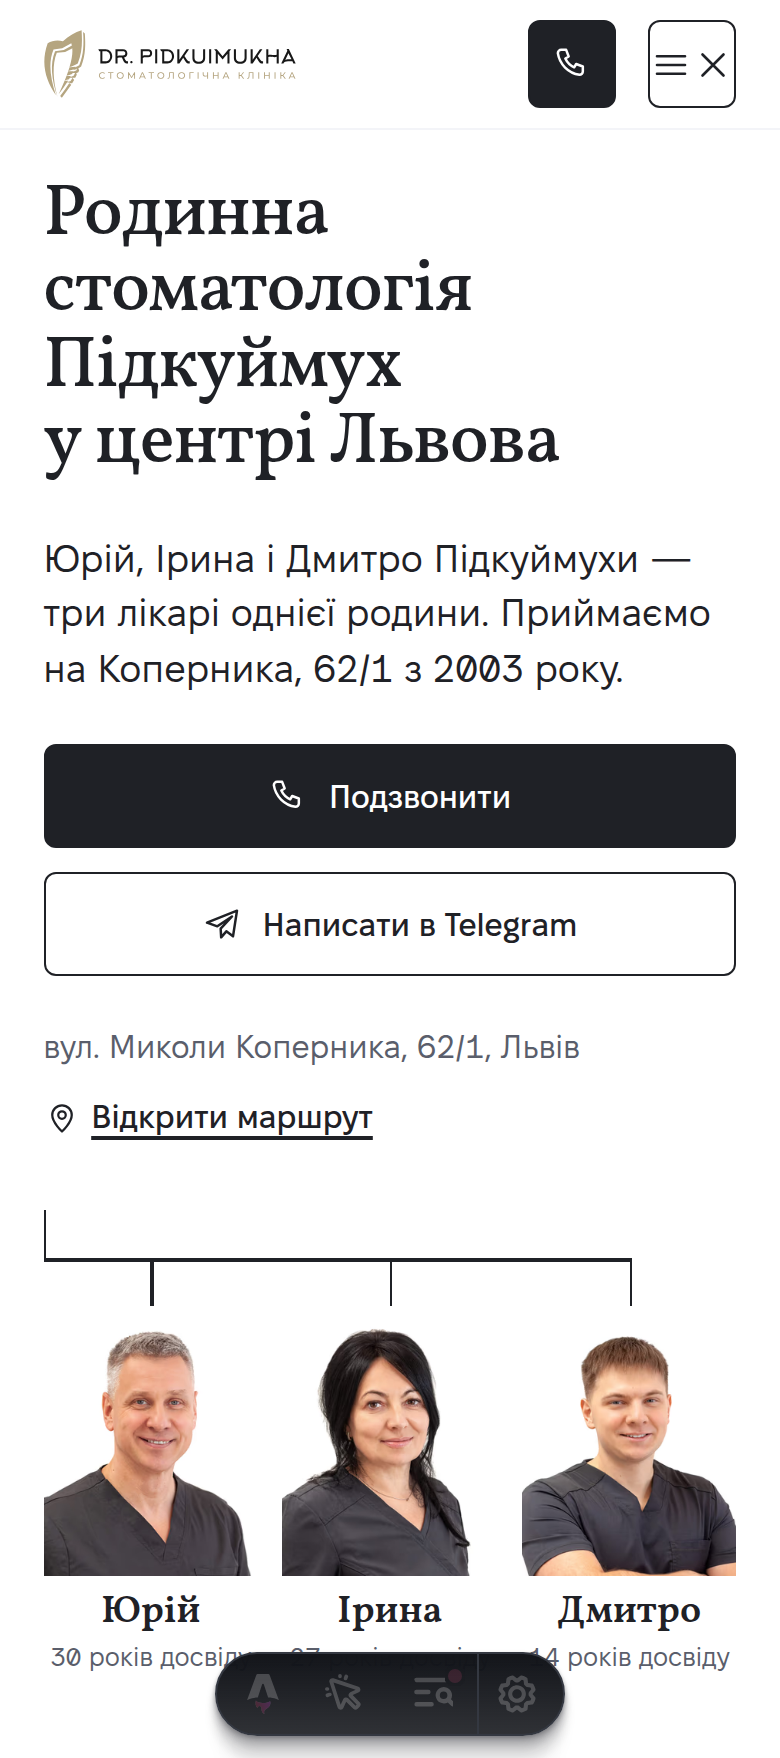 DR. PIDKUIMUKHA
СТОМАТОЛОГІЧНА КЛІНІКА
Родинна
стоматологія
Підкуймух
у центрі Львова
Юрій, Ірина і Дмитро Підкуймухи —
три лікарі однієї родини. Приймаємо
на Коперника, 62/1 з 2003 року.
Подзвонити
Написати в Telegram
вул. Миколи Коперника, 62/1, Львів
Відкрити маршрут
Юрій Ірина Дмитро
30 років досвіду 14 років досвіду